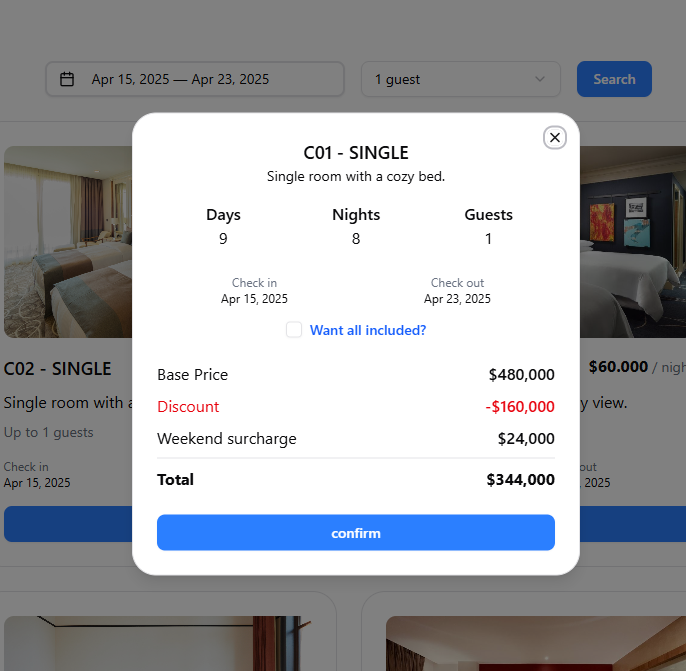 Apr 15, 2025 — Apr 23, 2025
1 guest
Search
C01 - SINGLE
Single room with a cozy bed.
Days Nights Guests
9 8 1
Check in Check out
Apr 15, 2025 Apr 23, 2025
Want all included?
Base Price $480,000
Discount -$160,000
Weekend surcharge $24,000
Total $344,000
confirm
C02 - SINGLE
Single room with
Up to 1 guests
Check in
Apr 15, 2025
$60.000 / nigh
view.
out
2025